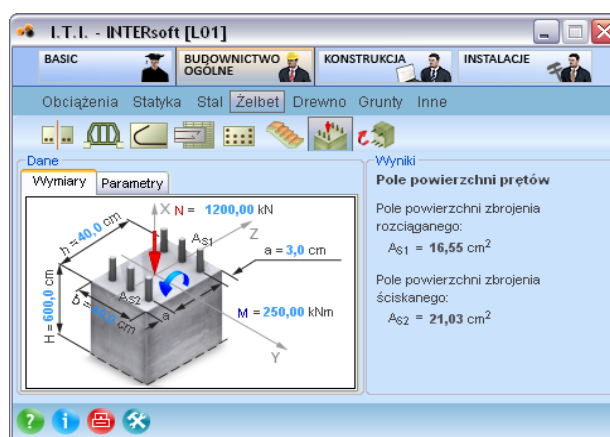 I.T.I. - INTERsoft [L01]
BASIC
BUDOWNICTWO OGÓLNE
KONSTRUKCJA
INSTALACJE
Obciążenia Statyka Stal Żelbet Drewno Grunty Inne
Dane
Wymiary Parametry
X N = 1200,00 kN
h = 40,0 cm
AS1
Z
a = 3,0 cm
H = 600,0 cm
AS2
b = cm
a
M = 250,00 kNm
Y
Wyniki
Pole powierzchni prętów
Pole powierzchni zbrojenia
rozciąganego:
AS1 = 16,55 cm²
Pole powierzchni zbrojenia
ściskanego:
AS2 = 21,03 cm²